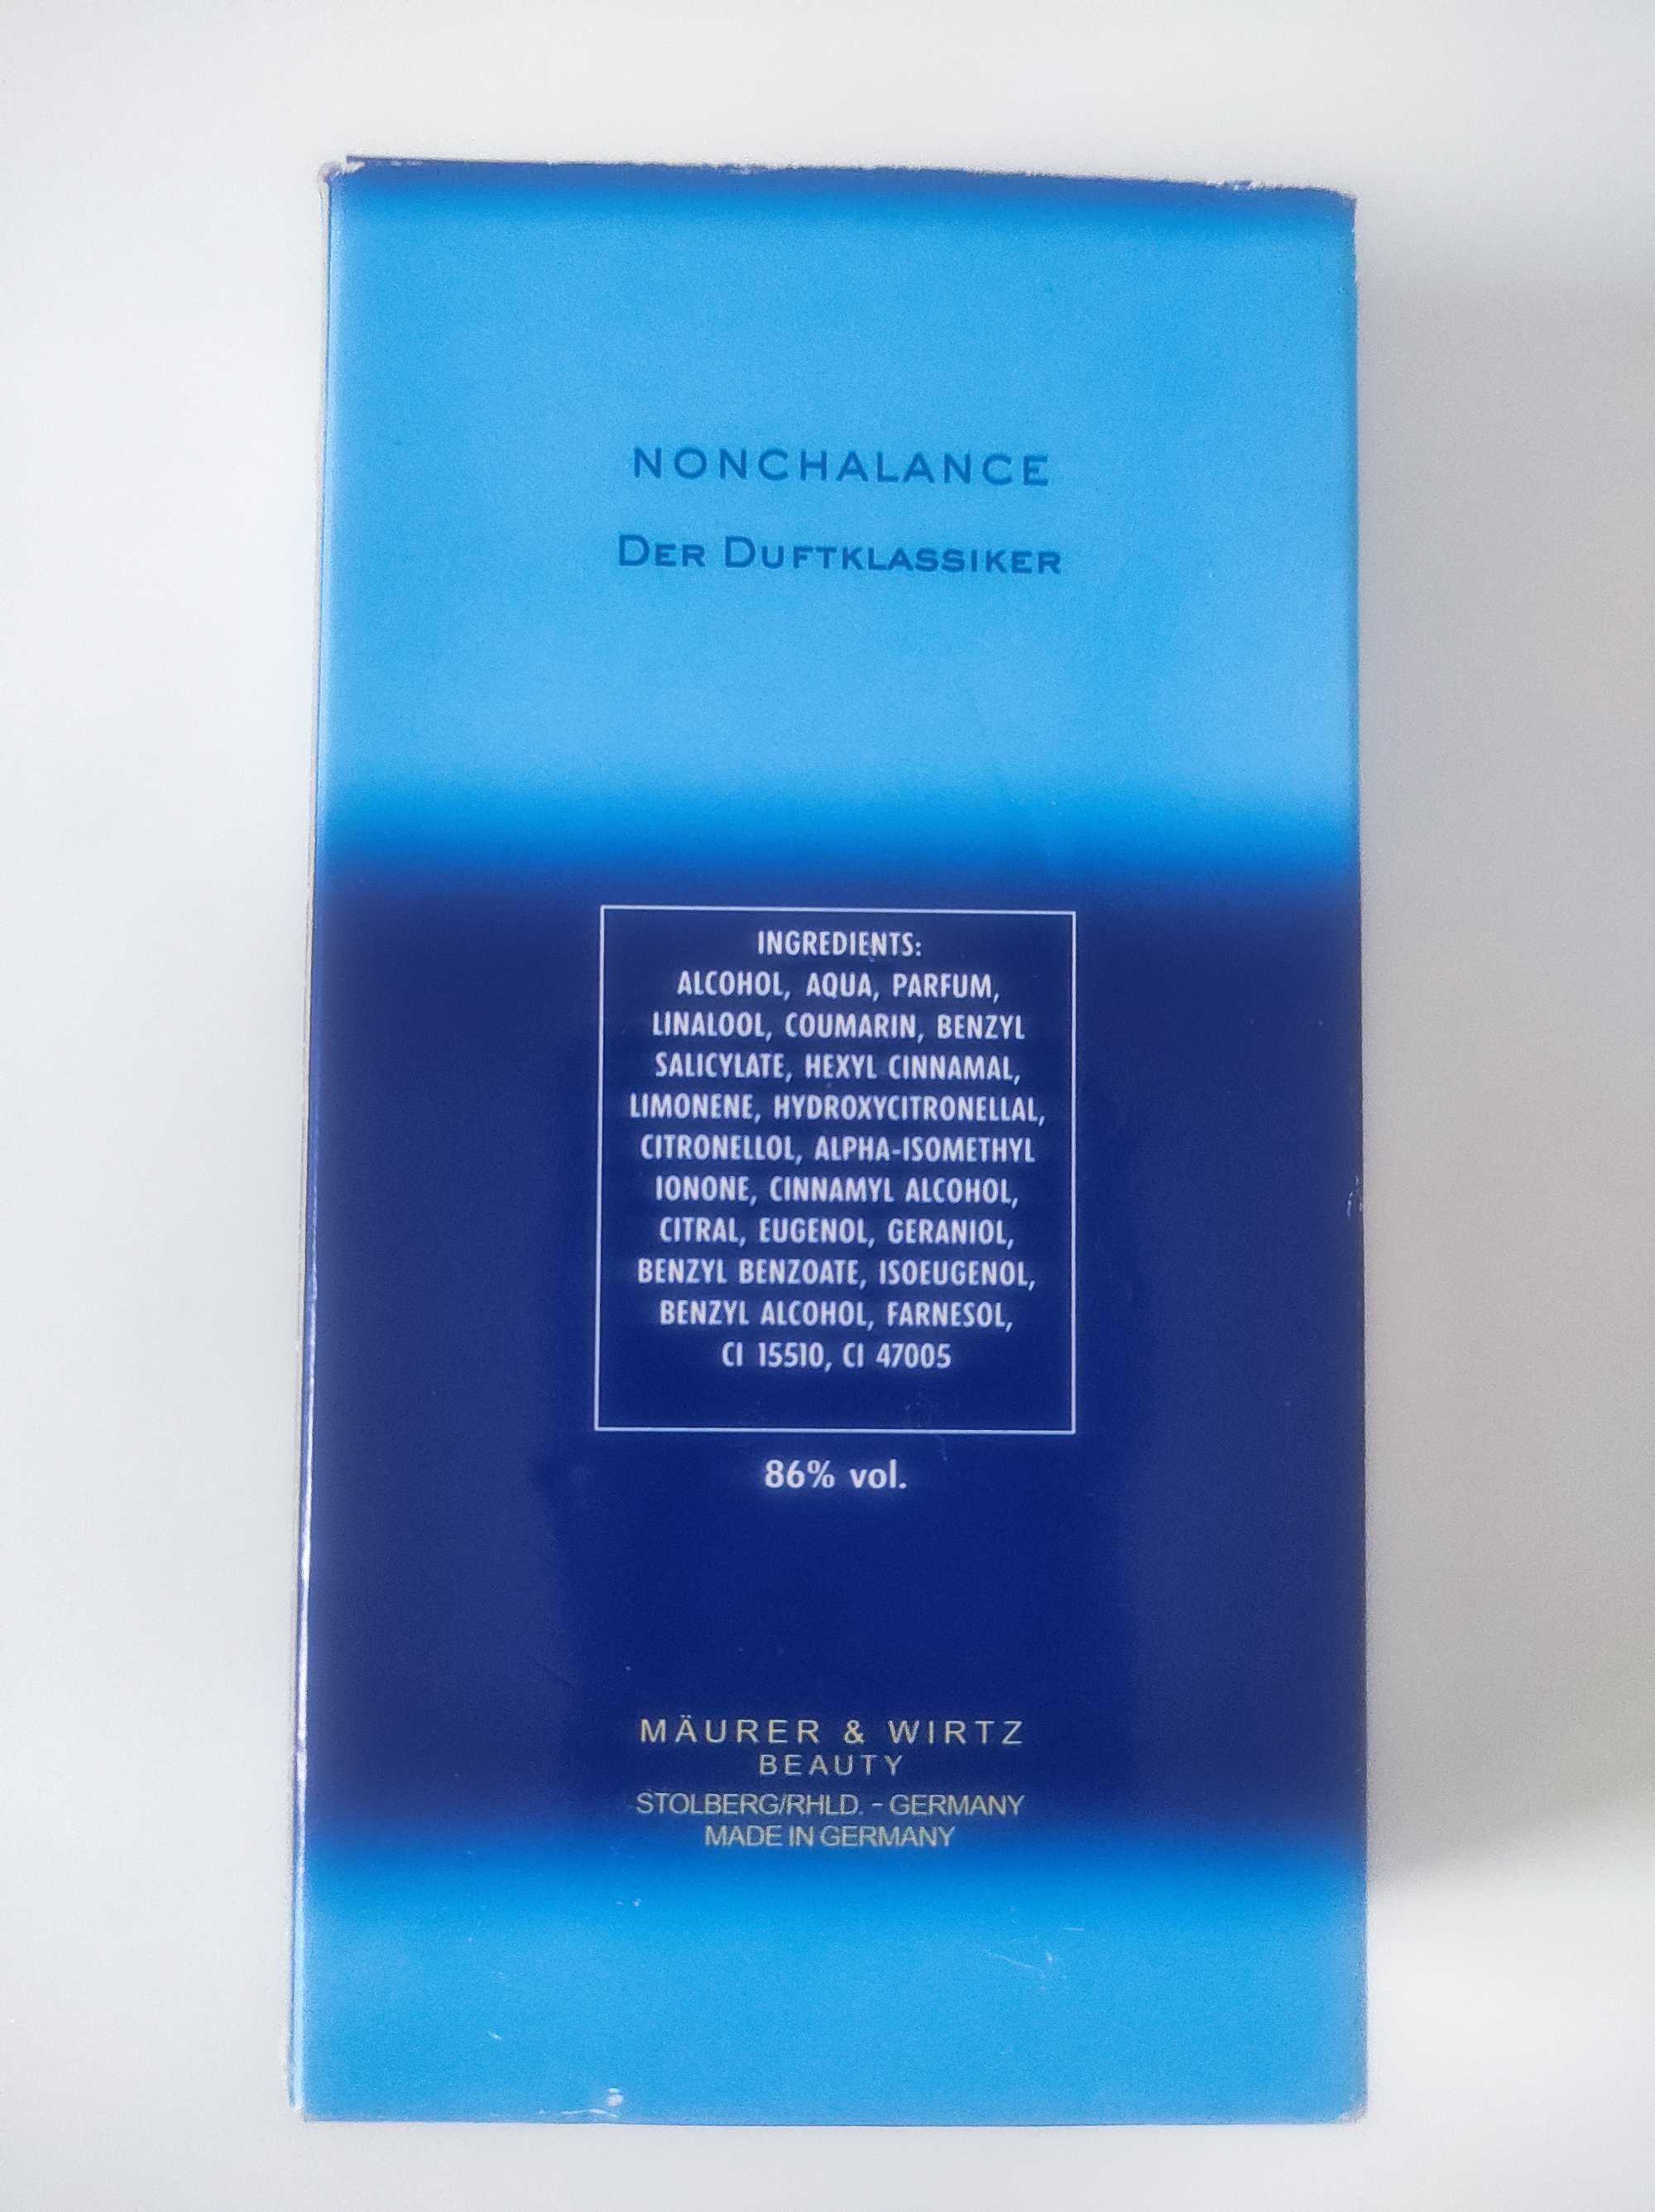 NONCHALANCE
DER DUFTKLASSIKER
INGREDIENTS:
ALCOHOL, AQUA, PARFUM,
LINALOOL, COUMARIN, BENZYL
SALICYLATE, HEXYL CINNAMAL,
LIMONENE, HYDROXYCITRONELLAL,
CITRONELLOL, ALPHA-ISOMETHYL
IONONE, CINNAMYL ALCOHOL,
CITRAL, EUGENOL, GERANIOL,
BENZYL BENZOATE, ISOEUGENOL,
BENZYL ALCOHOL, FARNESOL,
CI 15510, CI 47005
86% vol.
MÄURER & WIRTZ
BEAUTY
STOLBERG/RHLD. - GERMANY
MADE IN GERMANY